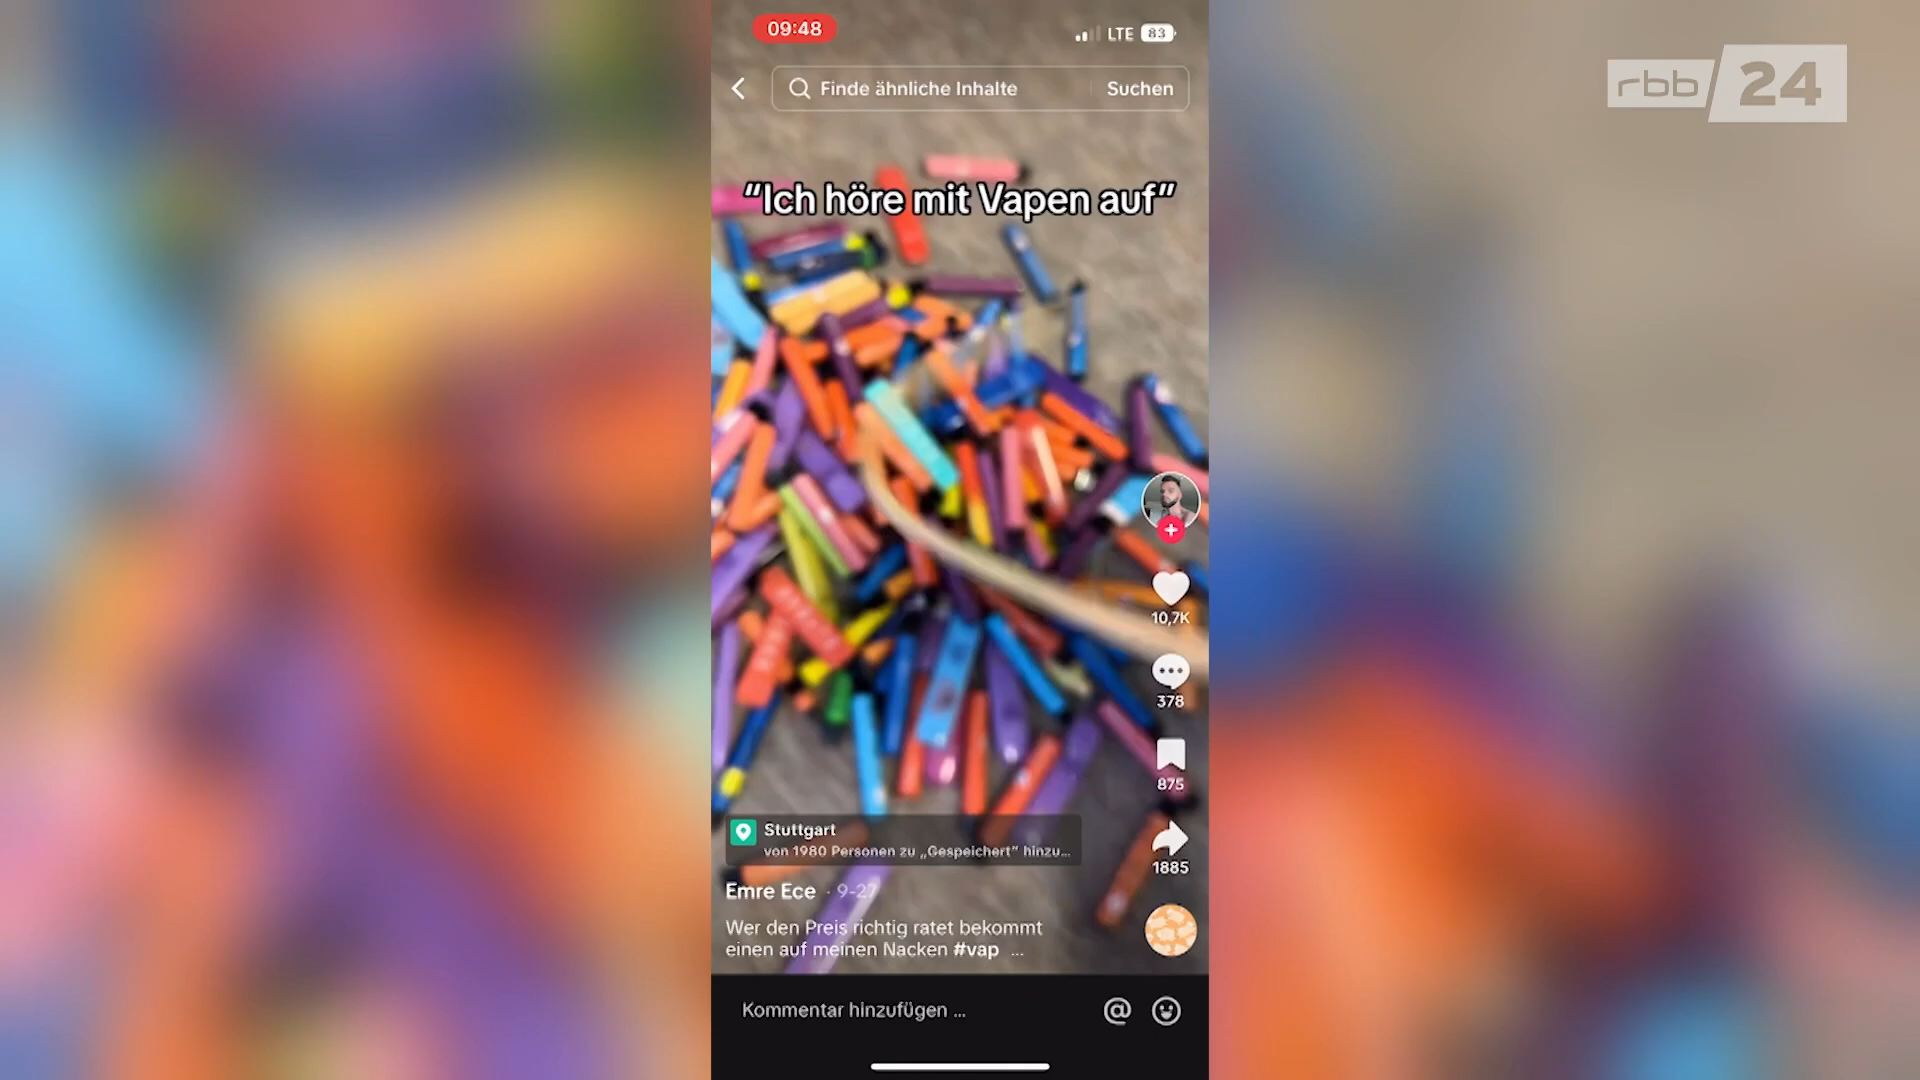 09:48
LTE 83
Finde ähnliche Inhalte
Suchen
rbb 24
“Ich höre mit Vapen auf”
10,7K
378
875
1885
Stuttgart
von 1980 Personen zu „Gespeichert“ hinzu...
Emre Ece · 9-27
Wer den Preis richtig ratet bekommt
einen auf meinen Nacken #vap ...
Kommentar hinzufügen ...
@